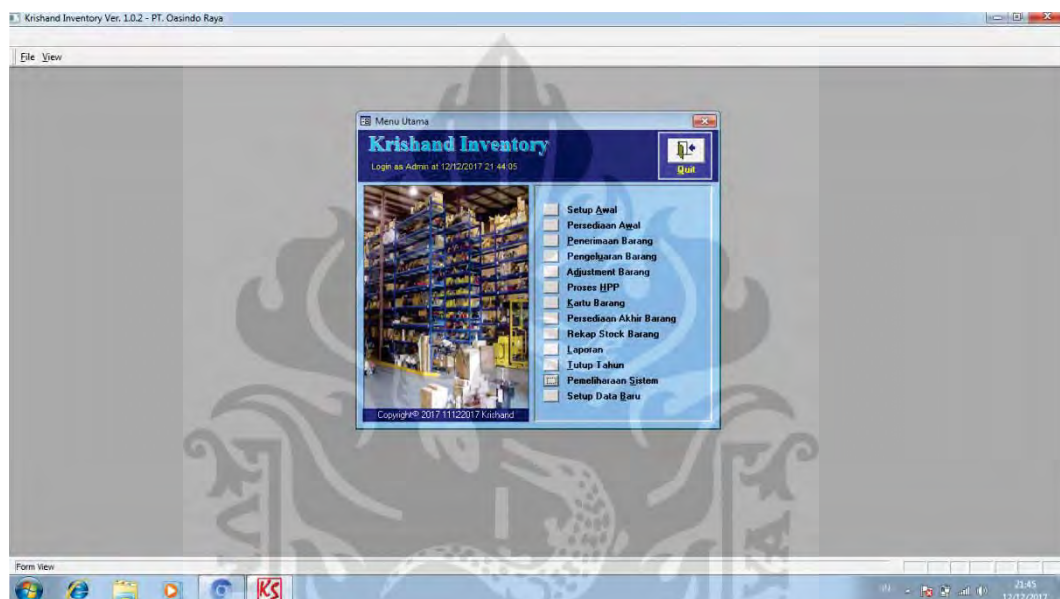 Krishand Inventory Ver. 1.0.2 - PT. Oasindo Raya
File View
Menu Utama
Krishand Inventory
Login as Admin at 12/12/2017 21:44:05
Quit
Setup Awal
Persediaan Awal
Penerimaan Barang
Pengeluaran Barang
Adjustment Barang
Proses HPP
Kartu Barang
Persediaan Akhir Barang
Rekap Stock Barang
Laporan
Tutup Tahun
Pemeliharaan Sistem
Setup Data Baru
Copyright© 2017 11122017 Krishand
Form View
KS
21:45
12/12/2017